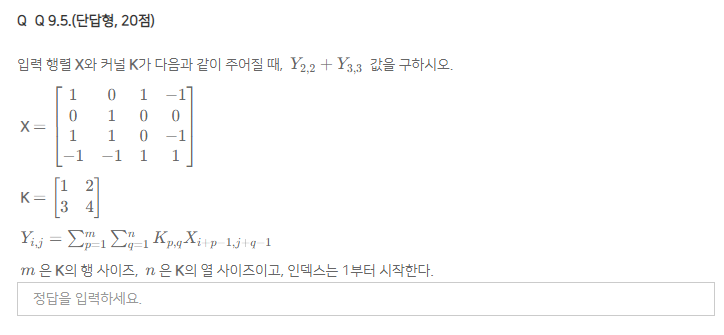 Q Q 9.5.(단답형, 20점)
입력 행렬 X와 커널 K가 다음과 같이 주어질 때, $Y_{2,2} + Y_{3,3}$ 값을 구하시오.
$X = \begin{bmatrix} 1 & 0 & 1 & -1 \\ 0 & 1 & 0 & 0 \\ 1 & 1 & 0 & -1 \\ -1 & -1 & 1 & 1 \end{bmatrix}$
$K = \begin{bmatrix} 1 & 2 \\ 3 & 4 \end{bmatrix}$
$Y_{i,j} = \sum_{p=1}^{m} \sum_{q=1}^{n} K_{p,q} X_{i+p-1,j+q-1}$
$m$ 은 K의 행 사이즈, $n$ 은 K의 열 사이즈이고, 인덱스는 1부터 시작한다.
정답을 입력하세요.